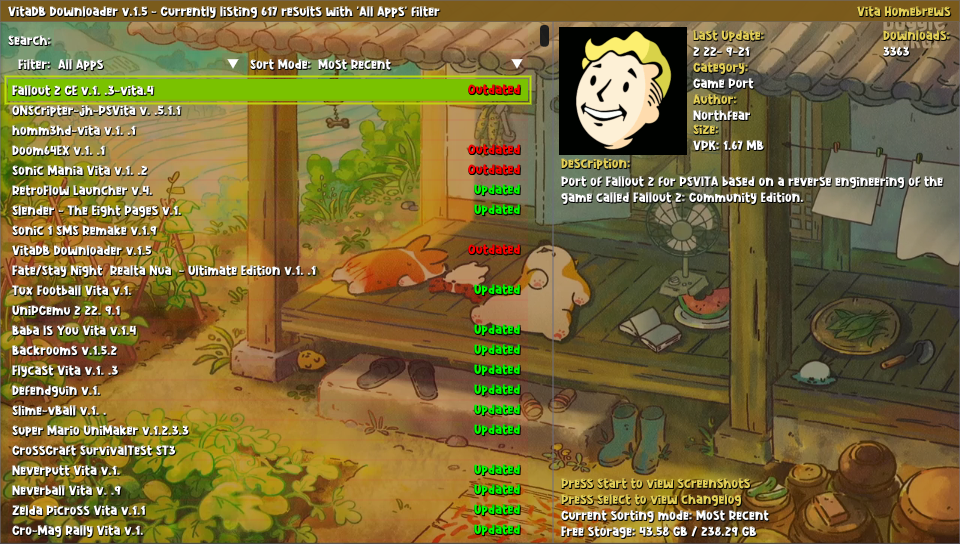 VitaDB Downloader v.1.5 - Currently listing 617 results with 'All Apps' filter
Vita Homebrews
Search:
Filter: All Apps
Sort Mode: Most Recent
Fallout 2 CE v.1. .3-vita.4 Outdated
ONScripter-jh-PSVita v. .5.1.1
homm3hd-vita v.1. .1
Doom64EX v.1. .1 Outdated
Sonic Mania Vita v.1. .2 Outdated
RetroFlow Launcher v.4. Updated
Slender - The Eight Pages v.1. Updated
Sonic 1 SMS Remake v.1.9
VitaDB Downloader v.1.5 Outdated
Fate/Stay Night Realta Nua - Ultimate Edition v.1. .1
Tux Football Vita v.1. Updated
UniPCemu 2 22. 9.1
Baba Is You Vita v.1.4 Updated
Backrooms v.1.5.2 Updated
Flycast Vita v.1. .3 Updated
Defendguin v.1. Updated
Slime-vBall v.1. . Updated
Super Mario UniMaker v.1.2.3.3 Updated
CrossCraft SurvivalTest ST3
Neverputt Vita v.1. Updated
Neverball Vita v. .9 Updated
Zelda Picross Vita v.1.1 Updated
Cro-Mag Rally Vita v.1. Updated
Last Update:
2 22- 9-21
Downloads:
3363
Category:
Game Port
Author:
Northfear
Size:
VPK: 1.67 MB
Description:
Port of Fallout 2 for PSVITA based on a reverse engineering of the
game called Fallout 2: Community Edition.
Press Start to view screenshots
Press Select to view changelog
Current Sorting mode: Most Recent
Free Storage: 43.58 GB / 238.29 GB